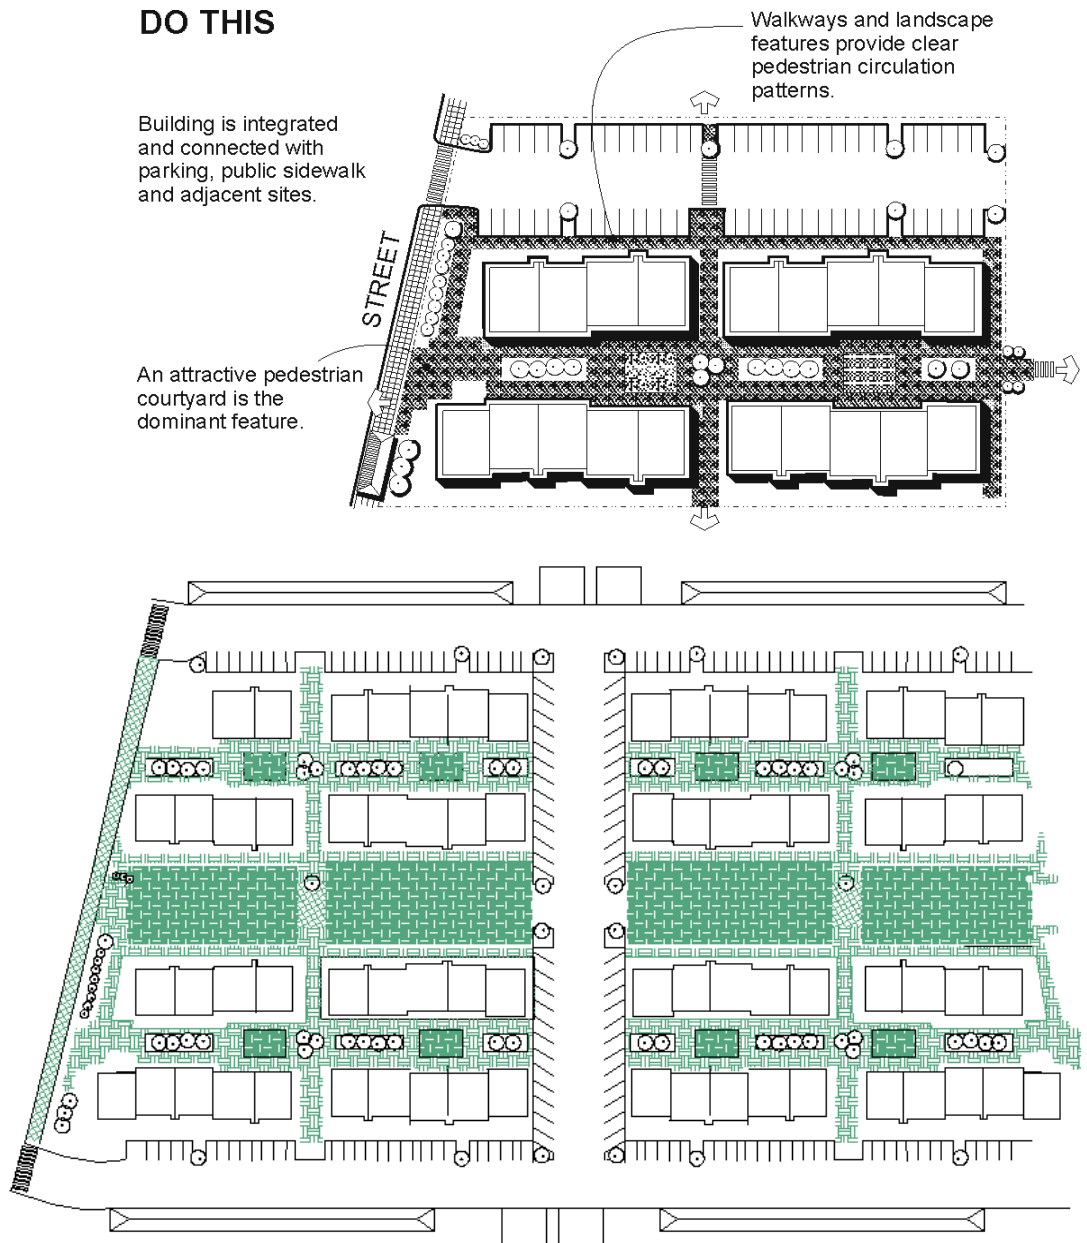 DO THIS
Walkways and landscape
features provide clear
pedestrian circulation
patterns.
Building is integrated
and connected with
parking, public sidewalk
and adjacent sites.
STREET
An attractive pedestrian
courtyard is the
dominant feature.